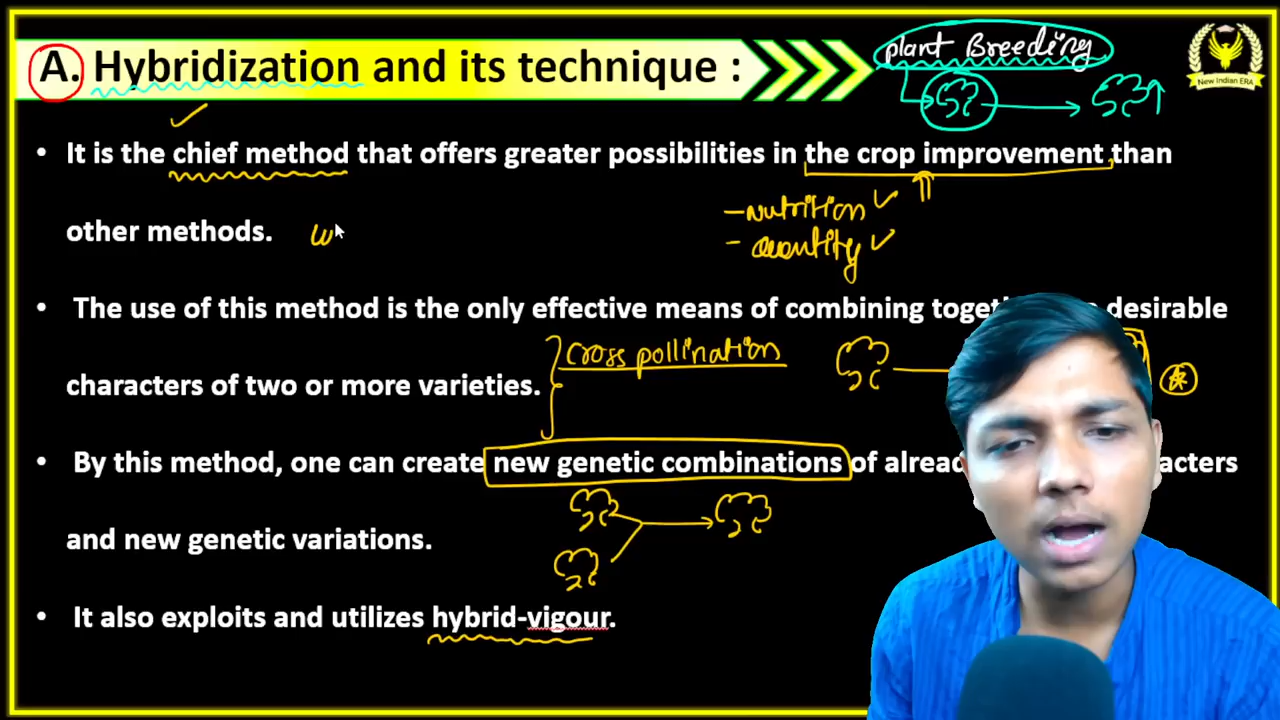 A. Hybridization and its technique :
plant Breeding
New Indian ERA
• It is the chief method that offers greater possibilities in the crop improvement than
- nutrition ✓
other methods. w
- quantity ✓
• The use of this method is the only effective means of combining desirable
cross pollination
characters of two or more varieties.
• By this method, one can create new genetic combinations of
and new genetic variations.
• It also exploits and utilizes hybrid-vigour.